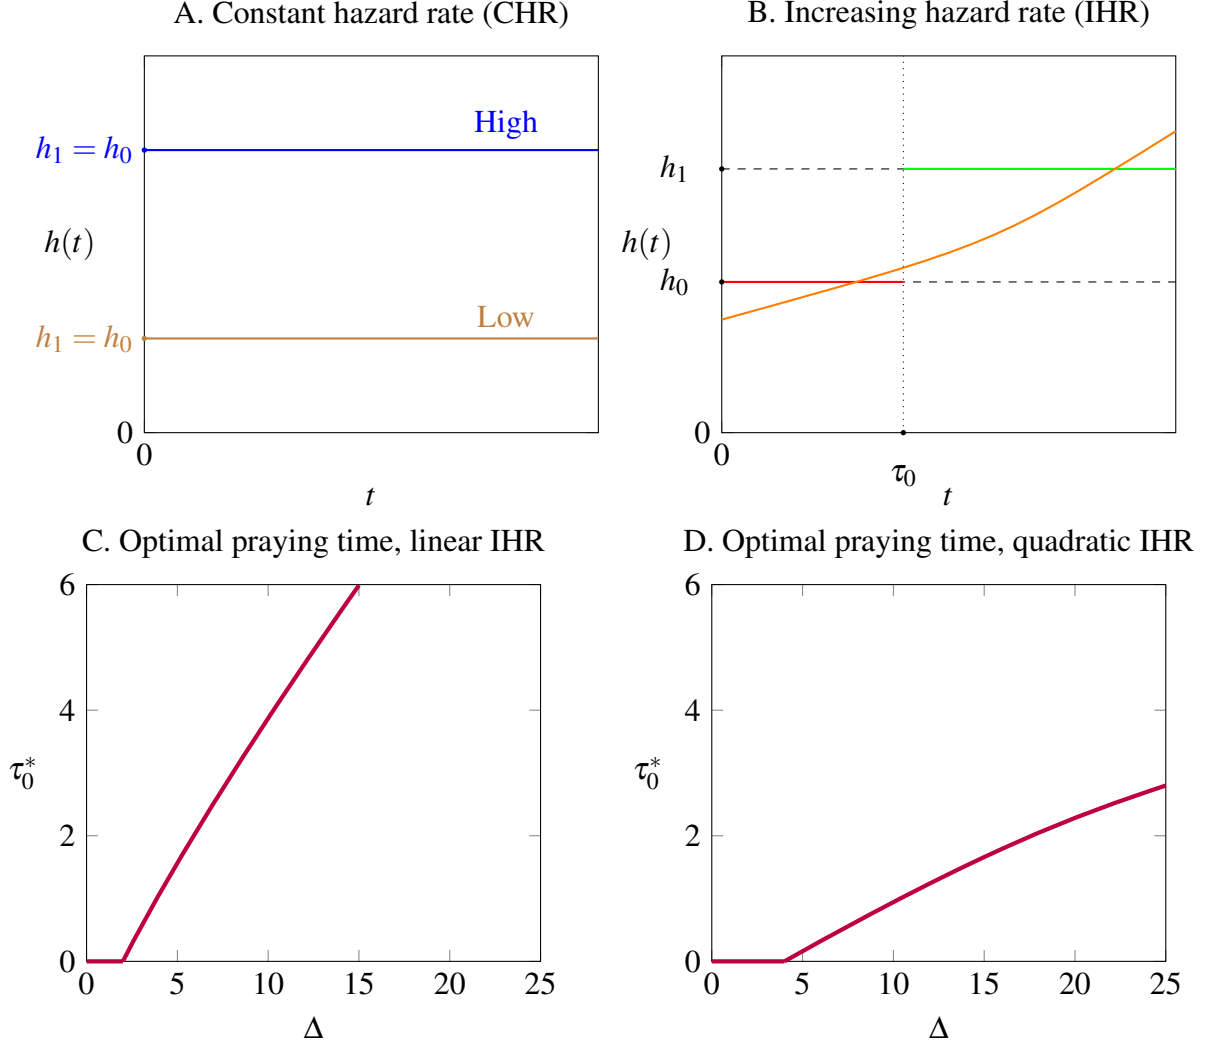 A. Constant hazard rate (CHR)
High
h₁ = h₀
h(t)
Low
h₁ = h₀
0
0
t
B. Increasing hazard rate (IHR)
h₁
h(t)
h₀
0
0
τ₀
t
C. Optimal praying time, linear IHR
6
4
τ₀*
2
0
0 5 10 15 20 25
Δ
D. Optimal praying time, quadratic IHR
6
4
τ₀*
2
0
0 5 10 15 20 25
Δ